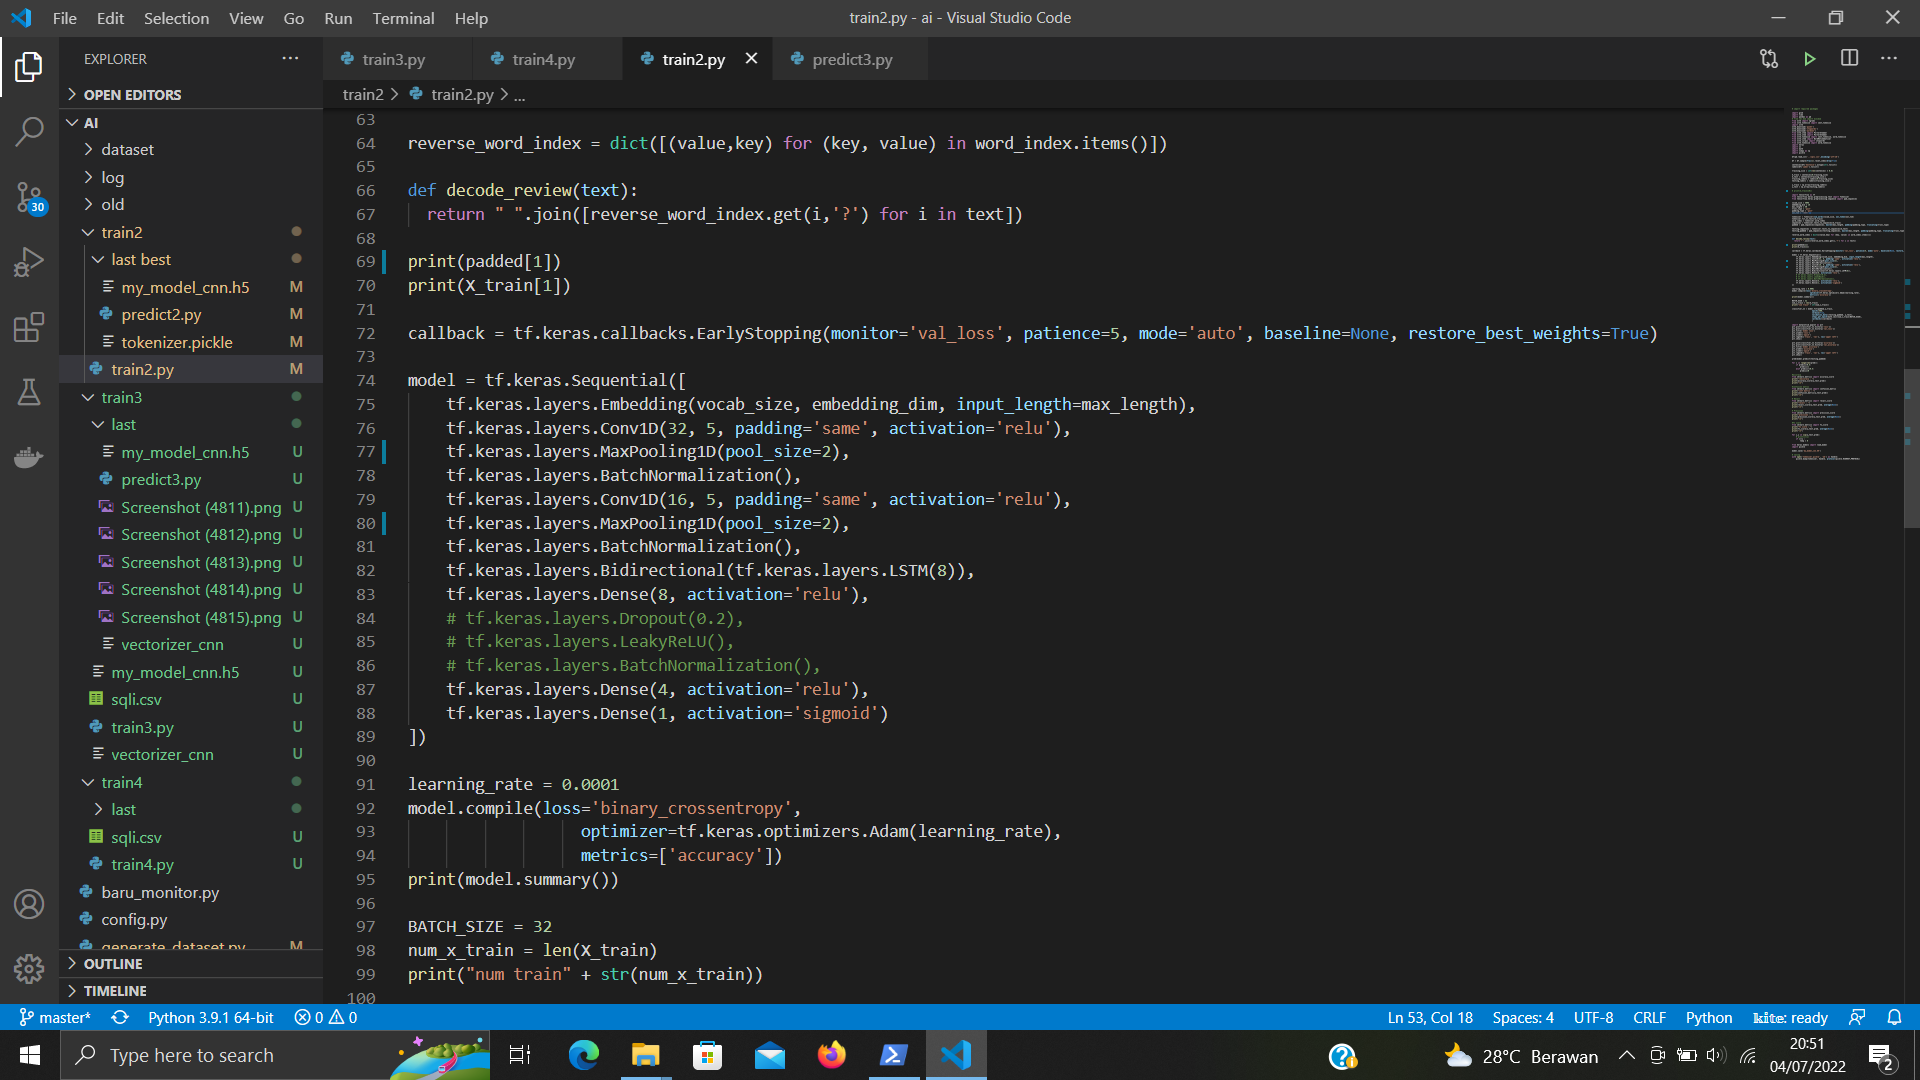 File Edit Selection View Go Run Terminal Help
train2.py - ai - Visual Studio Code
EXPLORER
OPEN EDITORS
AI
dataset
log
old
train2
last best
my_model_cnn.h5 M
predict2.py M
tokenizer.pickle M
train2.py M
train3
last
my_model_cnn.h5 U
predict3.py U
Screenshot (4811).png U
Screenshot (4812).png U
Screenshot (4813).png U
Screenshot (4814).png U
Screenshot (4815).png U
vectorizer_cnn U
my_model_cnn.h5 U
sqli.csv U
train3.py U
vectorizer_cnn U
train4
last
sqli.csv U
train4.py U
baru_monitor.py
config.py
generate_dataset.py M
OUTLINE
TIMELINE
30
train3.py train4.py train2.py predict3.py
train2 > train2.py > ...
63
64 reverse_word_index = dict([(value,key) for (key, value) in word_index.items()])
65
66 def decode_review(text):
67 return " ".join([reverse_word_index.get(i,'?') for i in text])
68
69 print(padded[1])
70 print(X_train[1])
71
72 callback = tf.keras.callbacks.EarlyStopping(monitor='val_loss', patience=5, mode='auto', baseline=None, restore_best_weights=True)
73
74 model = tf.keras.Sequential([
75 tf.keras.layers.Embedding(vocab_size, embedding_dim, input_length=max_length),
76 tf.keras.layers.Conv1D(32, 5, padding='same', activation='relu'),
77 tf.keras.layers.MaxPooling1D(pool_size=2),
78 tf.keras.layers.BatchNormalization(),
79 tf.keras.layers.Conv1D(16, 5, padding='same', activation='relu'),
80 tf.keras.layers.MaxPooling1D(pool_size=2),
81 tf.keras.layers.BatchNormalization(),
82 tf.keras.layers.Bidirectional(tf.keras.layers.LSTM(8)),
83 tf.keras.layers.Dense(8, activation='relu'),
84 # tf.keras.layers.Dropout(0.2),
85 # tf.keras.layers.LeakyReLU(),
86 # tf.keras.layers.BatchNormalization(),
87 tf.keras.layers.Dense(4, activation='relu'),
88 tf.keras.layers.Dense(1, activation='sigmoid')
89 ])
90
91 learning_rate = 0.0001
92 model.compile(loss='binary_crossentropy',
93 optimizer=tf.keras.optimizers.Adam(learning_rate),
94 metrics=['accuracy'])
95 print(model.summary())
96
97 BATCH_SIZE = 32
98 num_x_train = len(X_train)
99 print("num train" + str(num_x_train))
100
master* Python 3.9.1 64-bit 0 0 Ln 53, Col 18 Spaces: 4 UTF-8 CRLF Python kite: ready
Type here to search
28°C Berawan
20:51
04/07/2022
2